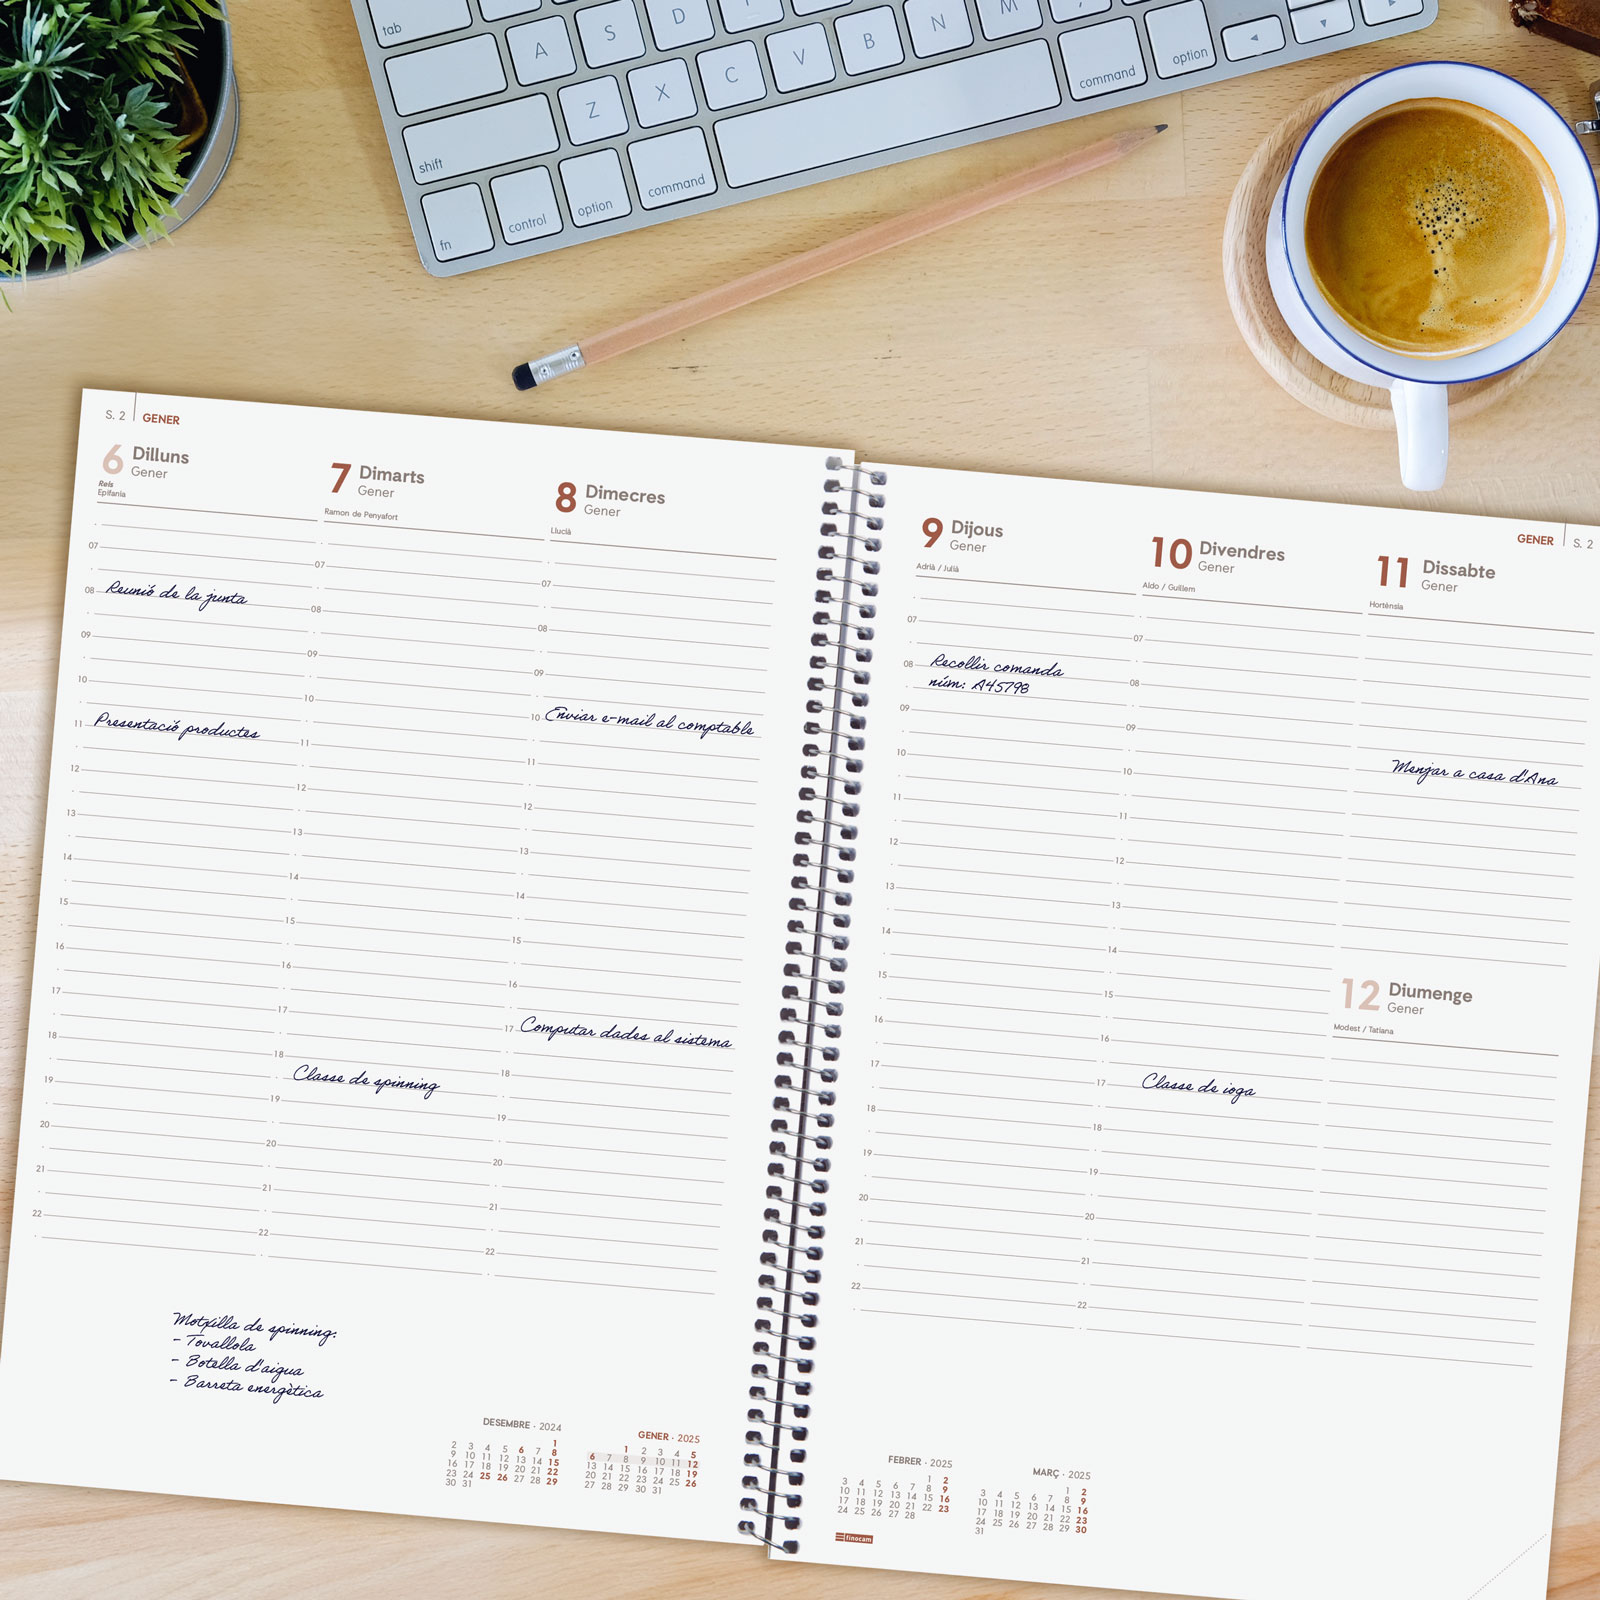 tab
A S D
shift
Z X C V B N M
command
option
fn
control
option
command
S. 2 | GENER
6 Dilluns
Gener
Reis
Epifania
07
08 Reunió de la junta
09
10
11 Presentació productes
12
13
14
15
16
17
18
19
20
21
22
7 Dimarts
Gener
Ramon de Penyafort
07
08
09
10
11
12
13
14
15
16
17
18
Classe de spinning
19
20
21
22
8 Dimecres
Gener
Llucià
07
08
09
10 Enviar e-mail al comptable
11
12
13
14
15
16
17 Computar dades al sistema
18
19
20
21
22
Motxilla de spinning:
- Tovallola
- Botella d'aigua
- Barreta energètica
DESEMBRE · 2024
1
2 3 4 5 6 7 8
9 10 11 12 13 14 15
16 17 18 19 20 21 22
23 24 25 26 27 28 29
30 31
GENER · 2025
1 2 3 4 5
6 7 8 9 10 11 12
13 14 15 16 17 18 19
20 21 22 23 24 25 26
27 28 29 30 31
GENER | S. 2
9 Dijous
Gener
Adrià / Julià
07
08 Recollir comanda
núm: A45798
09
10
11
12
13
14
15
16
17
18
19
20
21
22
10 Divendres
Gener
Aldo / Guillem
07
08
09
10
11
12
13
14
15
16
17 Classe de ioga
18
19
20
21
22
11 Dissabte
Gener
Hortènsia
Menjar a casa d'Ana
12 Diumenge
Gener
Modest / Tatiana
FEBRER · 2025
1 2
3 4 5 6 7 8 9
10 11 12 13 14 15 16
17 18 19 20 21 22 23
24 25 26 27 28
MARÇ · 2025
1 2
3 4 5 6 7 8 9
10 11 12 13 14 15 16
17 18 19 20 21 22 23
24 25 26 27 28 29 30
31
finocam